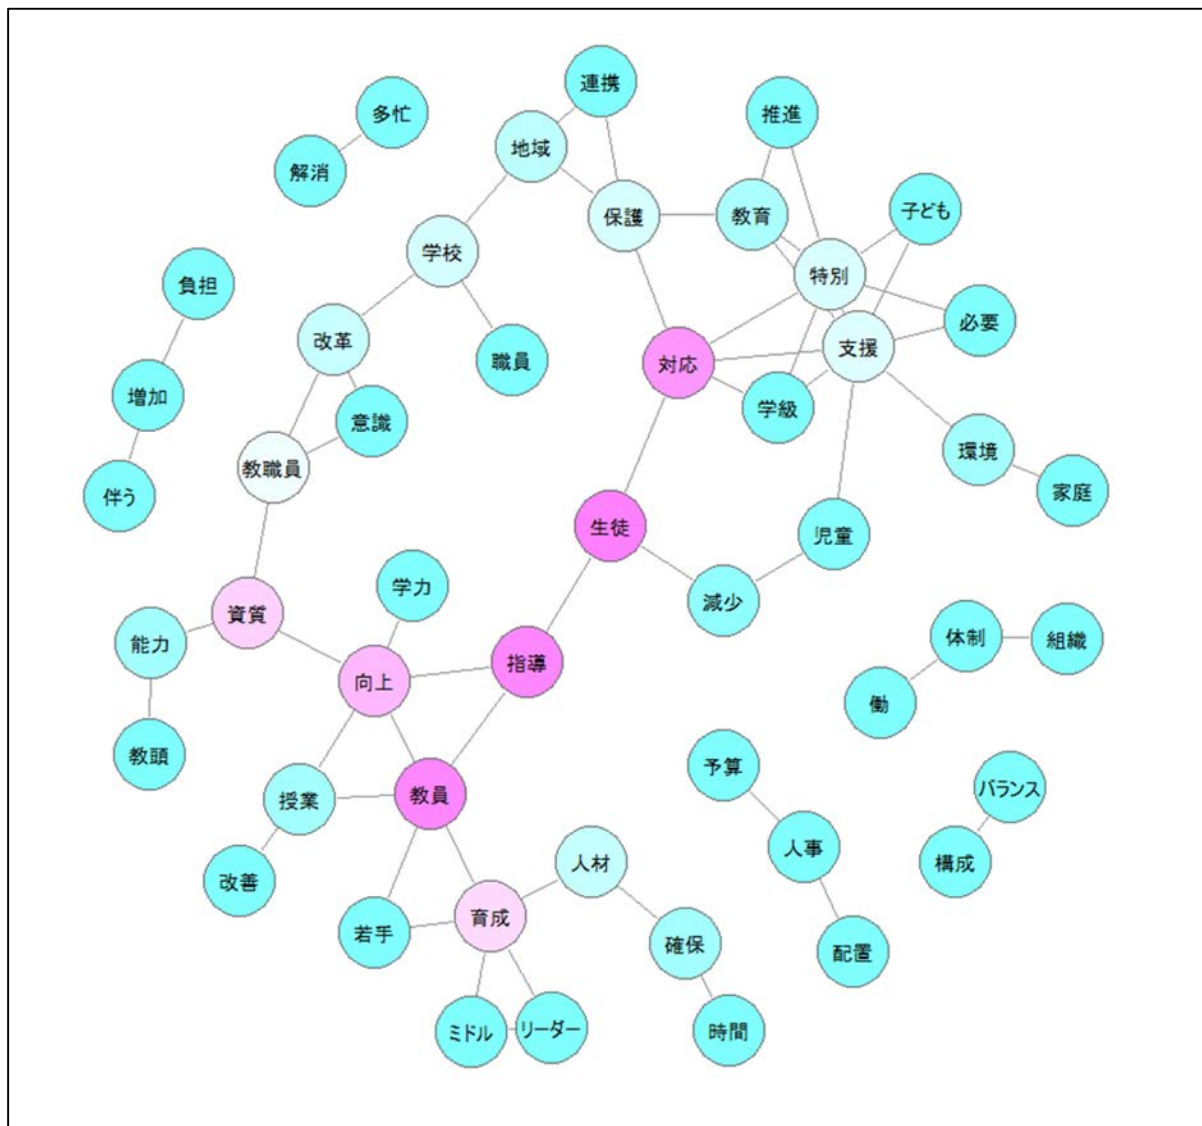 連携
多忙
推進
地域
解消
子ども
保護
教育
学校
特別
負担
必要
改革
支援
職員
対応
増加
学級
意識
環境
教職員
家庭
伴う
生徒
児童
学力
減少
資質
体制
組織
能力
指導
向上
働
教頭
予算
バランス
教員
授業
人事
構成
人材
改善
育成
若手
確保
配置
ミドル
リーダー
時間